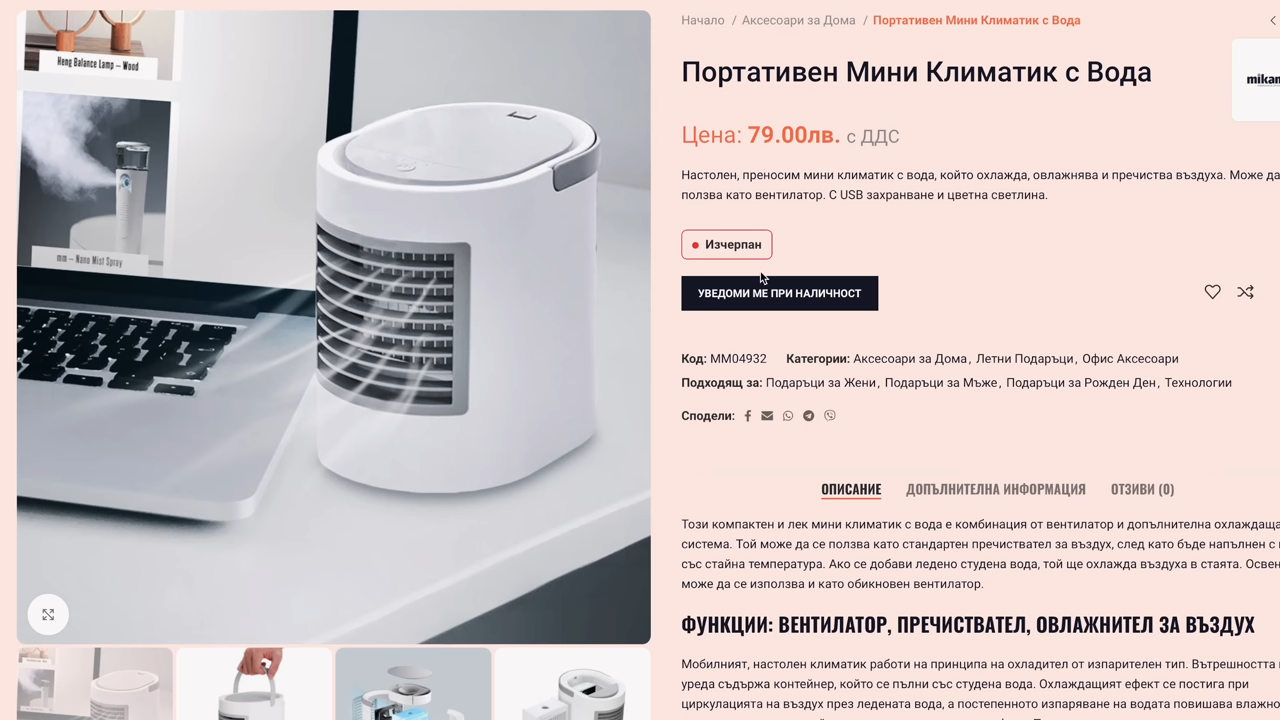 Начало / Аксесоари за Дома / Портативен Мини Климатик с Вода
Heng Balance Lamp – Wood
mm – Nano Mist Spray
Портативен Мини Климатик с Вода
Цена: 79.00лв. с ДДС
Настолен, преносим мини климатик с вода, който охлажда, овлажнява и пречиства въздуха. Може да
ползва като вентилатор. С USB захранване и цветна светлина.
Изчерпан
УВЕДОМИ МЕ ПРИ НАЛИЧНОСТ
Код: MM04932 Категории: Аксесоари за Дома, Летни Подаръци, Офис Аксесоари
Подходящ за: Подаръци за Жени, Подаръци за Мъже, Подаръци за Рожден Ден, Технологии
Сподели:
ОПИСАНИЕ ДОПЪЛНИТЕЛНА ИНФОРМАЦИЯ ОТЗИВИ (0)
Този компактен и лек мини климатик с вода е комбинация от вентилатор и допълнителна охлаждаща
система. Той може да се ползва като стандартен пречиствател за въздух, след като бъде напълнен с
със стайна температура. Ако се добави ледено студена вода, той ще охлажда въздуха в стаята. Освен
може да се използва и като обикновен вентилатор.
ФУНКЦИИ: ВЕНТИЛАТОР, ПРЕЧИСТВАТЕЛ, ОВЛАЖНИТЕЛ ЗА ВЪЗДУХ
Мобилният, настолен климатик работи на принципа на охладител от изпарителен тип. Вътрешността
уреда съдържа контейнер, който се пълни със студена вода. Охлаждащият ефект се постига при
циркулацията на въздух през ледената вода, а постепенното изпаряване на водата повишава влажно